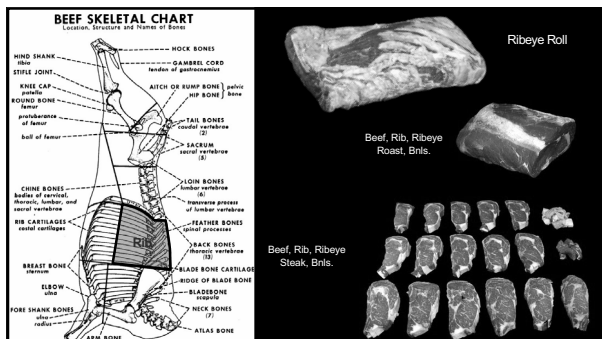 BEEF SKELETAL CHART
Location, Structure and Names of Bones
HOCK BONES
HIND SHANK
tibia
GAMBREL CORD
tendon of gastrocnemius
STIFLE JOINT
KNEE CAP
patella
AITCH OR RUMP BONE
HIP BONE
pelvic
bone
ROUND BONE
femur
protuberance
of femur
TAIL BONES
caudal vertebrae
(2)
ball of femur
SACRUM
sacral vertebrae
(5)
LOIN BONES
lumbar vertebrae
(6)
CHINE BONES
bodies of cervical,
thoracic, lumbar, and
sacral vertebrae
transverse process
of lumbar vertebrae
RIB CARTILAGES
costal cartilages
FEATHER BONES
spinal processes
Rib
BACK BONES
thoracic vertebrae
(13)
BREAST BONE
sternum
BLADE BONE CARTILAGE
RIDGE OF BLADE BONE
ELBOW
ulna
BLADEBONE
scapula
FORE SHANK BONES
ulna
radius
NECK BONES
(7)
ATLAS BONE
ARM BONE
Ribeye Roll
Beef, Rib, Ribeye
Roast, Bnls.
Beef, Rib, Ribeye
Steak, Bnls.